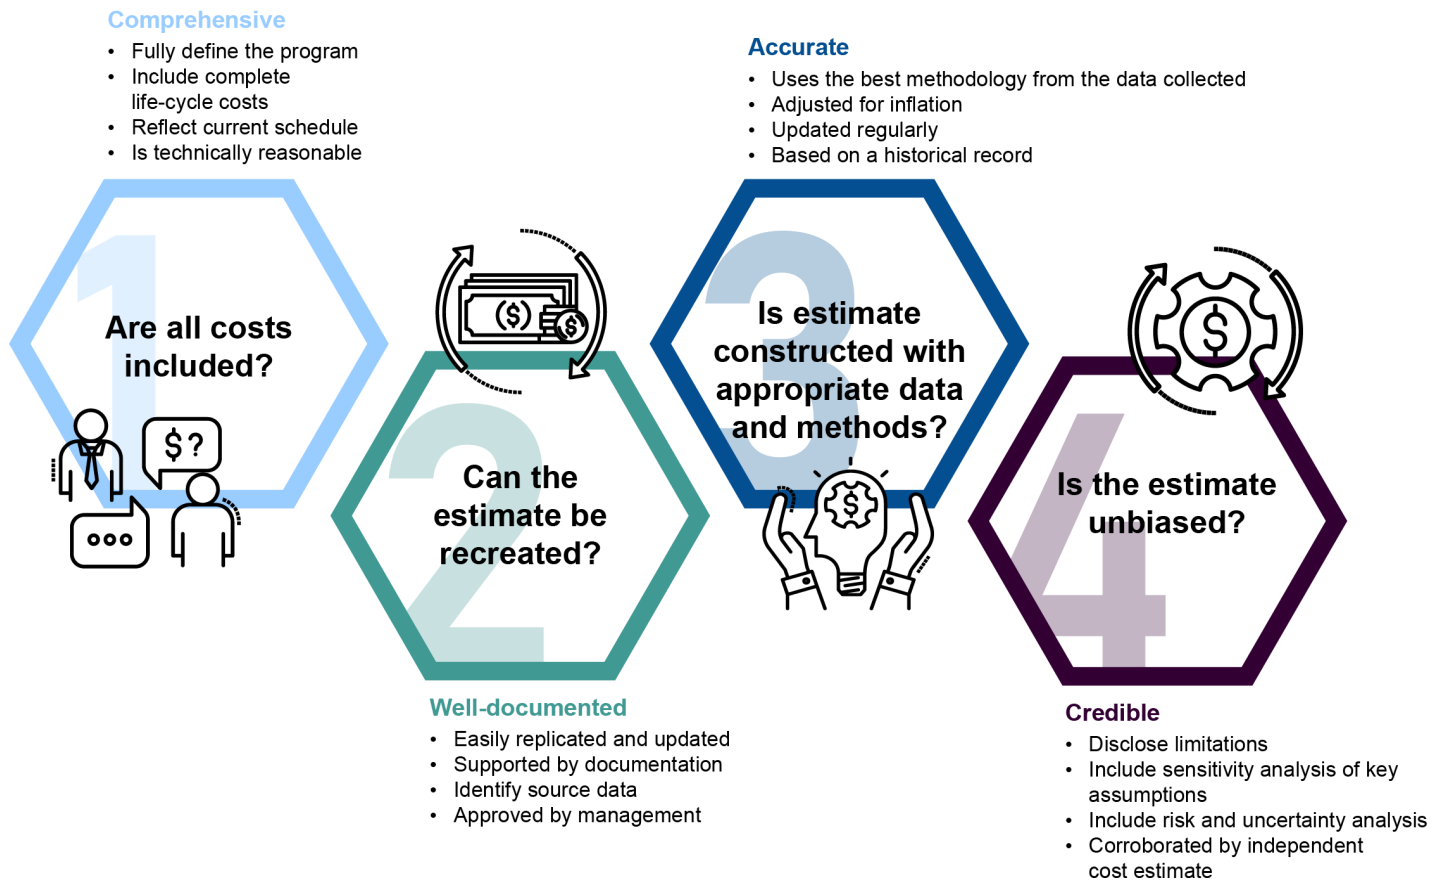 Comprehensive
• Fully define the program
• Include complete
life-cycle costs
• Reflect current schedule
• Is technically reasonable
1
Are all costs
included?
$?
2
Can the
estimate be
recreated?
($)
$
Well-documented
• Easily replicated and updated
• Supported by documentation
• Identify source data
• Approved by management
Accurate
• Uses the best methodology from the data collected
• Adjusted for inflation
• Updated regularly
• Based on a historical record
3
Is estimate
constructed with
appropriate data
and methods?
$
$
4
Is the estimate
unbiased?
Credible
• Disclose limitations
• Include sensitivity analysis of key
assumptions
• Include risk and uncertainty analysis
• Corroborated by independent
cost estimate